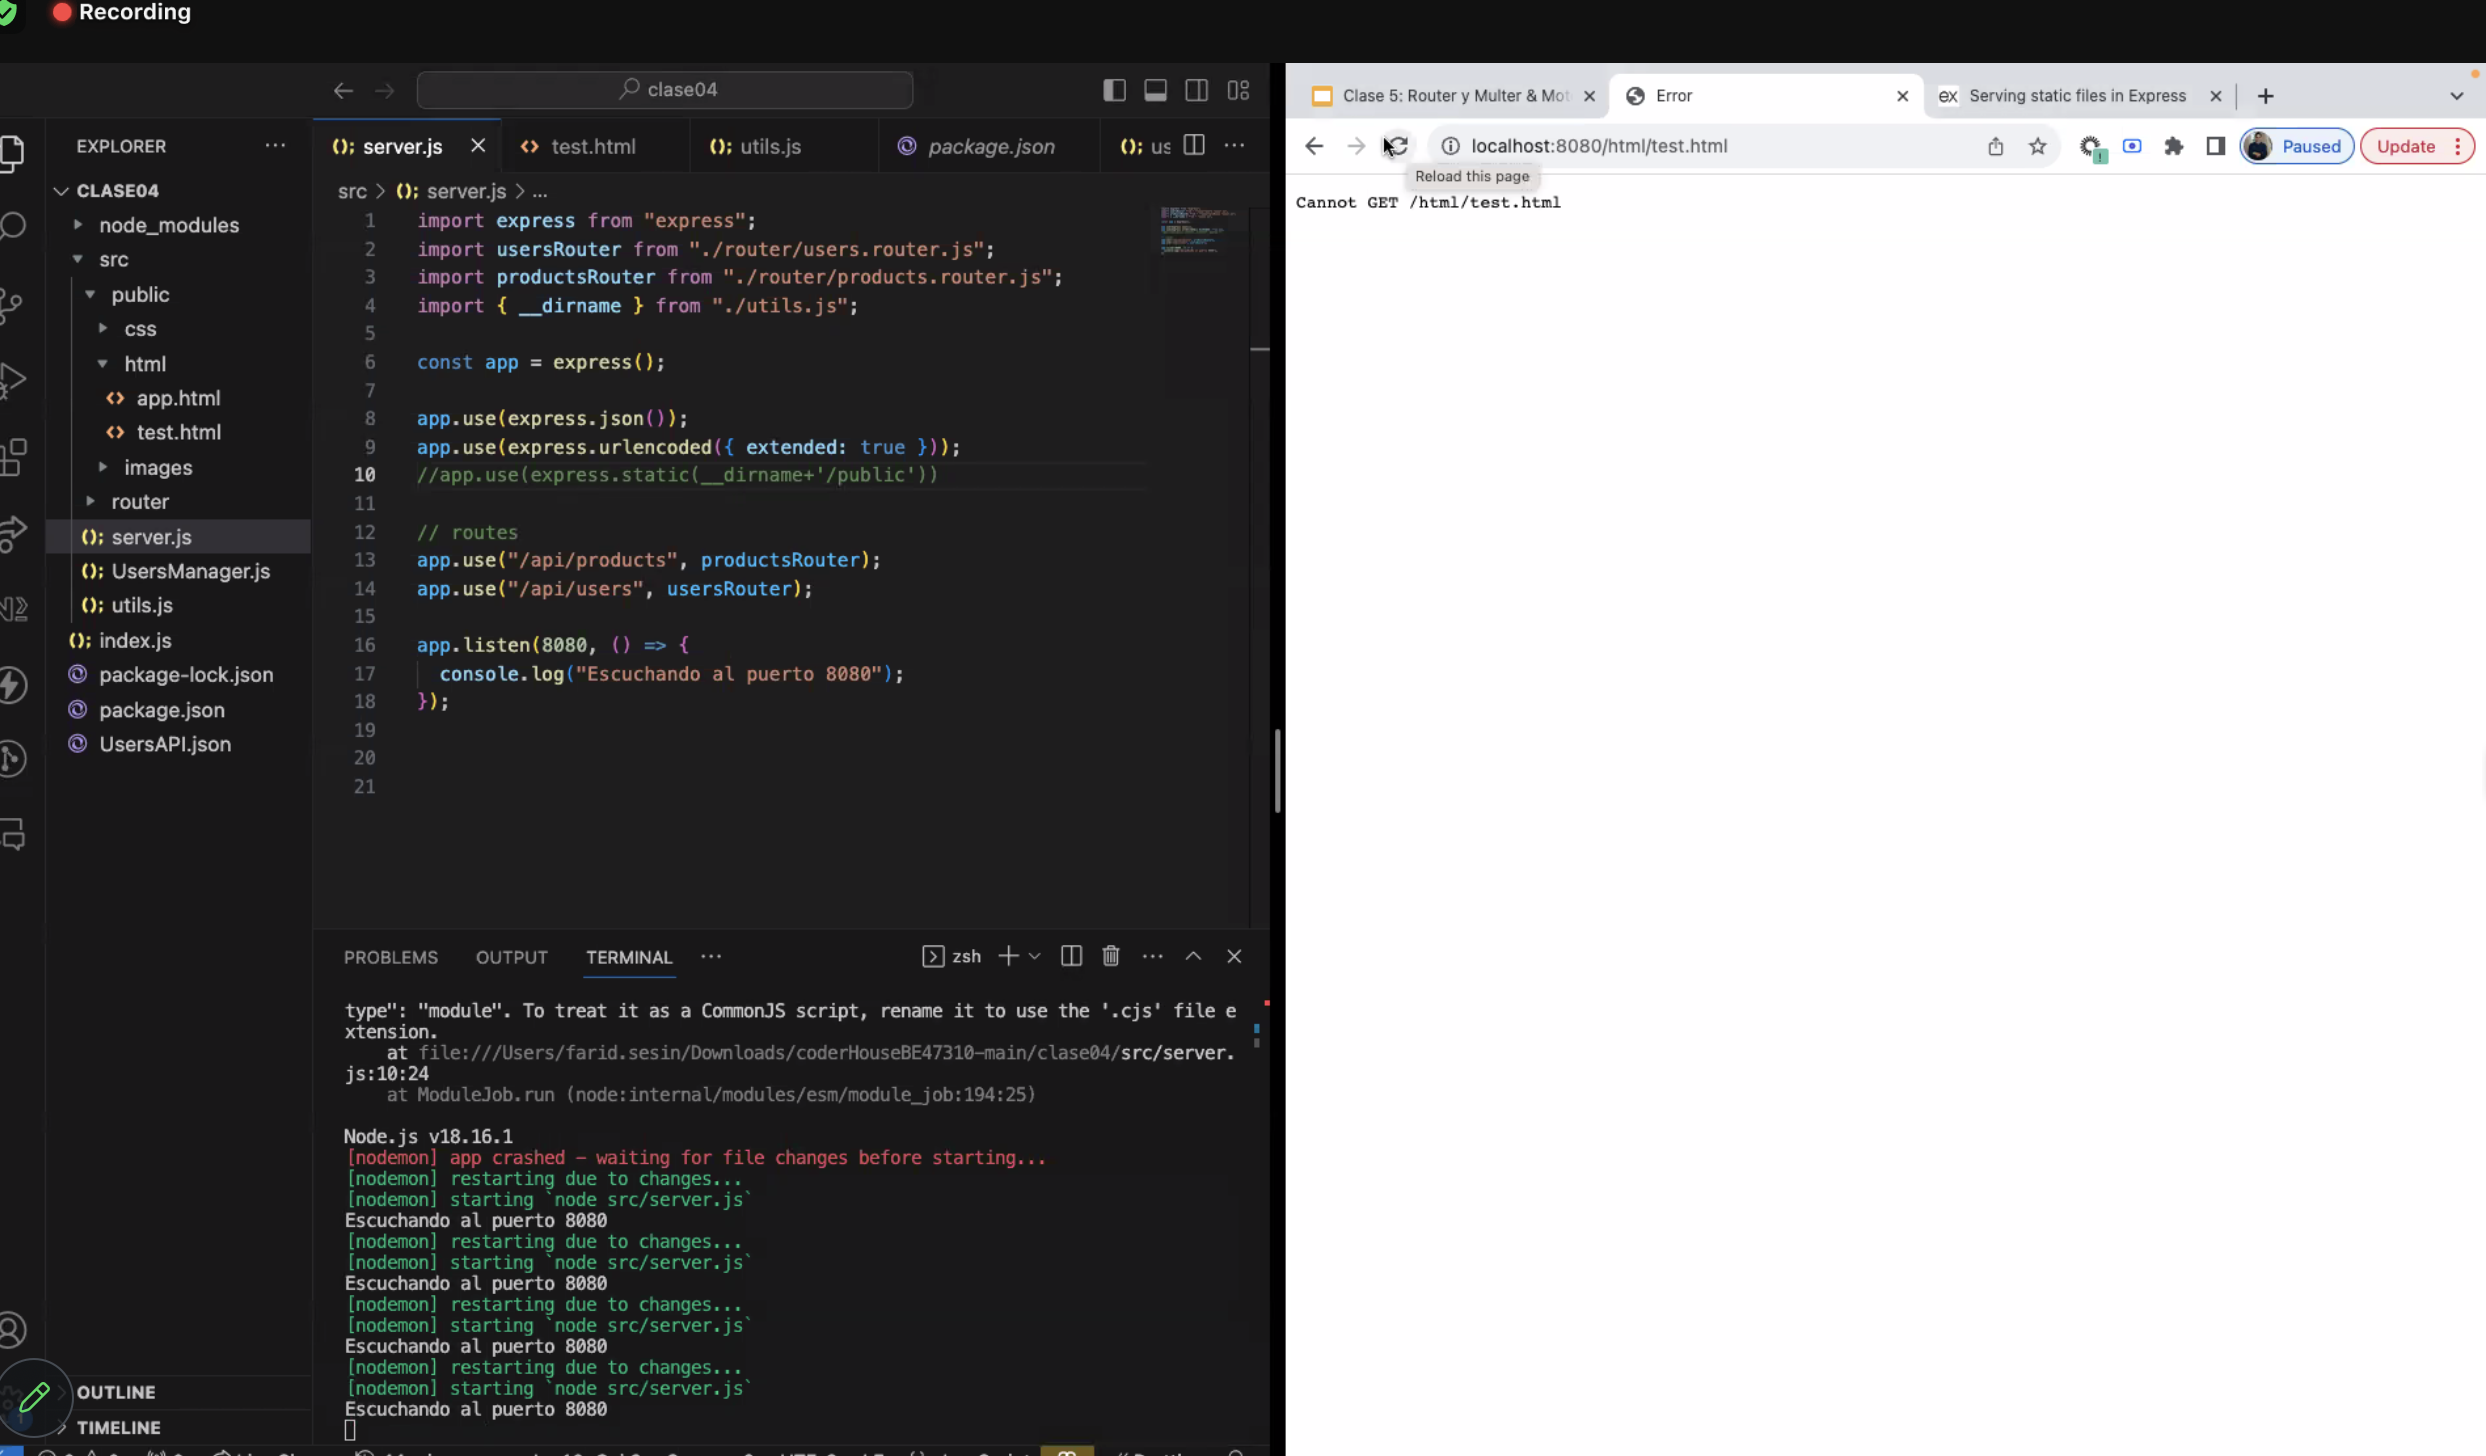 Recording
clase04
EXPLORER
CLASE04
node_modules
src
public
css
html
app.html
test.html
images
router
server.js
UsersManager.js
utils.js
index.js
package-lock.json
package.json
UsersAPI.json
OUTLINE
TIMELINE
server.js
test.html
utils.js
package.json
us
src > server.js > ...
1 import express from "express";
2 import usersRouter from "./router/users.router.js";
3 import productsRouter from "./router/products.router.js";
4 import { __dirname } from "./utils.js";
5
6 const app = express();
7
8 app.use(express.json());
9 app.use(express.urlencoded({ extended: true }));
10 //app.use(express.static(__dirname+'/public'))
11
12 // routes
13 app.use("/api/products", productsRouter);
14 app.use("/api/users", usersRouter);
15
16 app.listen(8080, () => {
17 console.log("Escuchando al puerto 8080");
18 });
19
20
21
PROBLEMS OUTPUT TERMINAL ... zsh
type": "module". To treat it as a CommonJS script, rename it to use the '.cjs' file e
xtension.
at file:///Users/farid.sesin/Downloads/coderHouseBE47310-main/clase04/src/server.
js:10:24
at ModuleJob.run (node:internal/modules/esm/module_job:194:25)
Node.js v18.16.1
[nodemon] app crashed - waiting for file changes before starting...
[nodemon] restarting due to changes...
[nodemon] starting `node src/server.js`
Escuchando al puerto 8080
[nodemon] restarting due to changes...
[nodemon] starting `node src/server.js`
Escuchando al puerto 8080
[nodemon] restarting due to changes...
[nodemon] starting `node src/server.js`
Escuchando al puerto 8080
[nodemon] restarting due to changes...
[nodemon] starting `node src/server.js`
Escuchando al puerto 8080
Clase 5: Router y Multer & Mot
Error
ex Serving static files in Express
localhost:8080/html/test.html
Paused
Update
Reload this page
Cannot GET /html/test.html